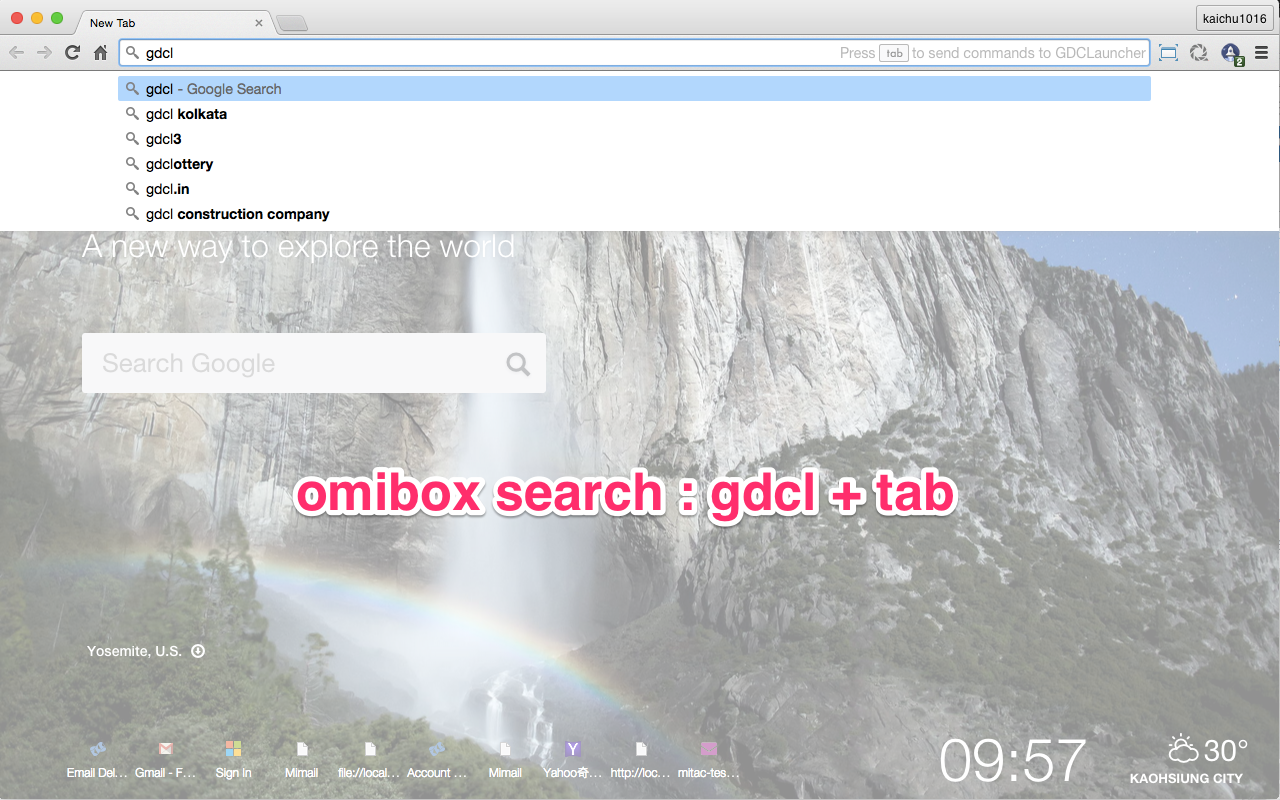 New Tab
kaichu1016
gdcl
Press tab to send commands to GDCLauncher
2
gdcl - Google Search
gdcl kolkata
gdcl3
gdclottery
gdcl.in
gdcl construction company
A new way to explore the world
Search Google
omibox search : gdcl + tab
Yosemite, U.S.
Email Del... Gmail - F... Sign In Mimail file://local... Account ... Mimail Yahoo奇... http://loc... mitac-tes...
09:57
30°
KAOHSIUNG CITY